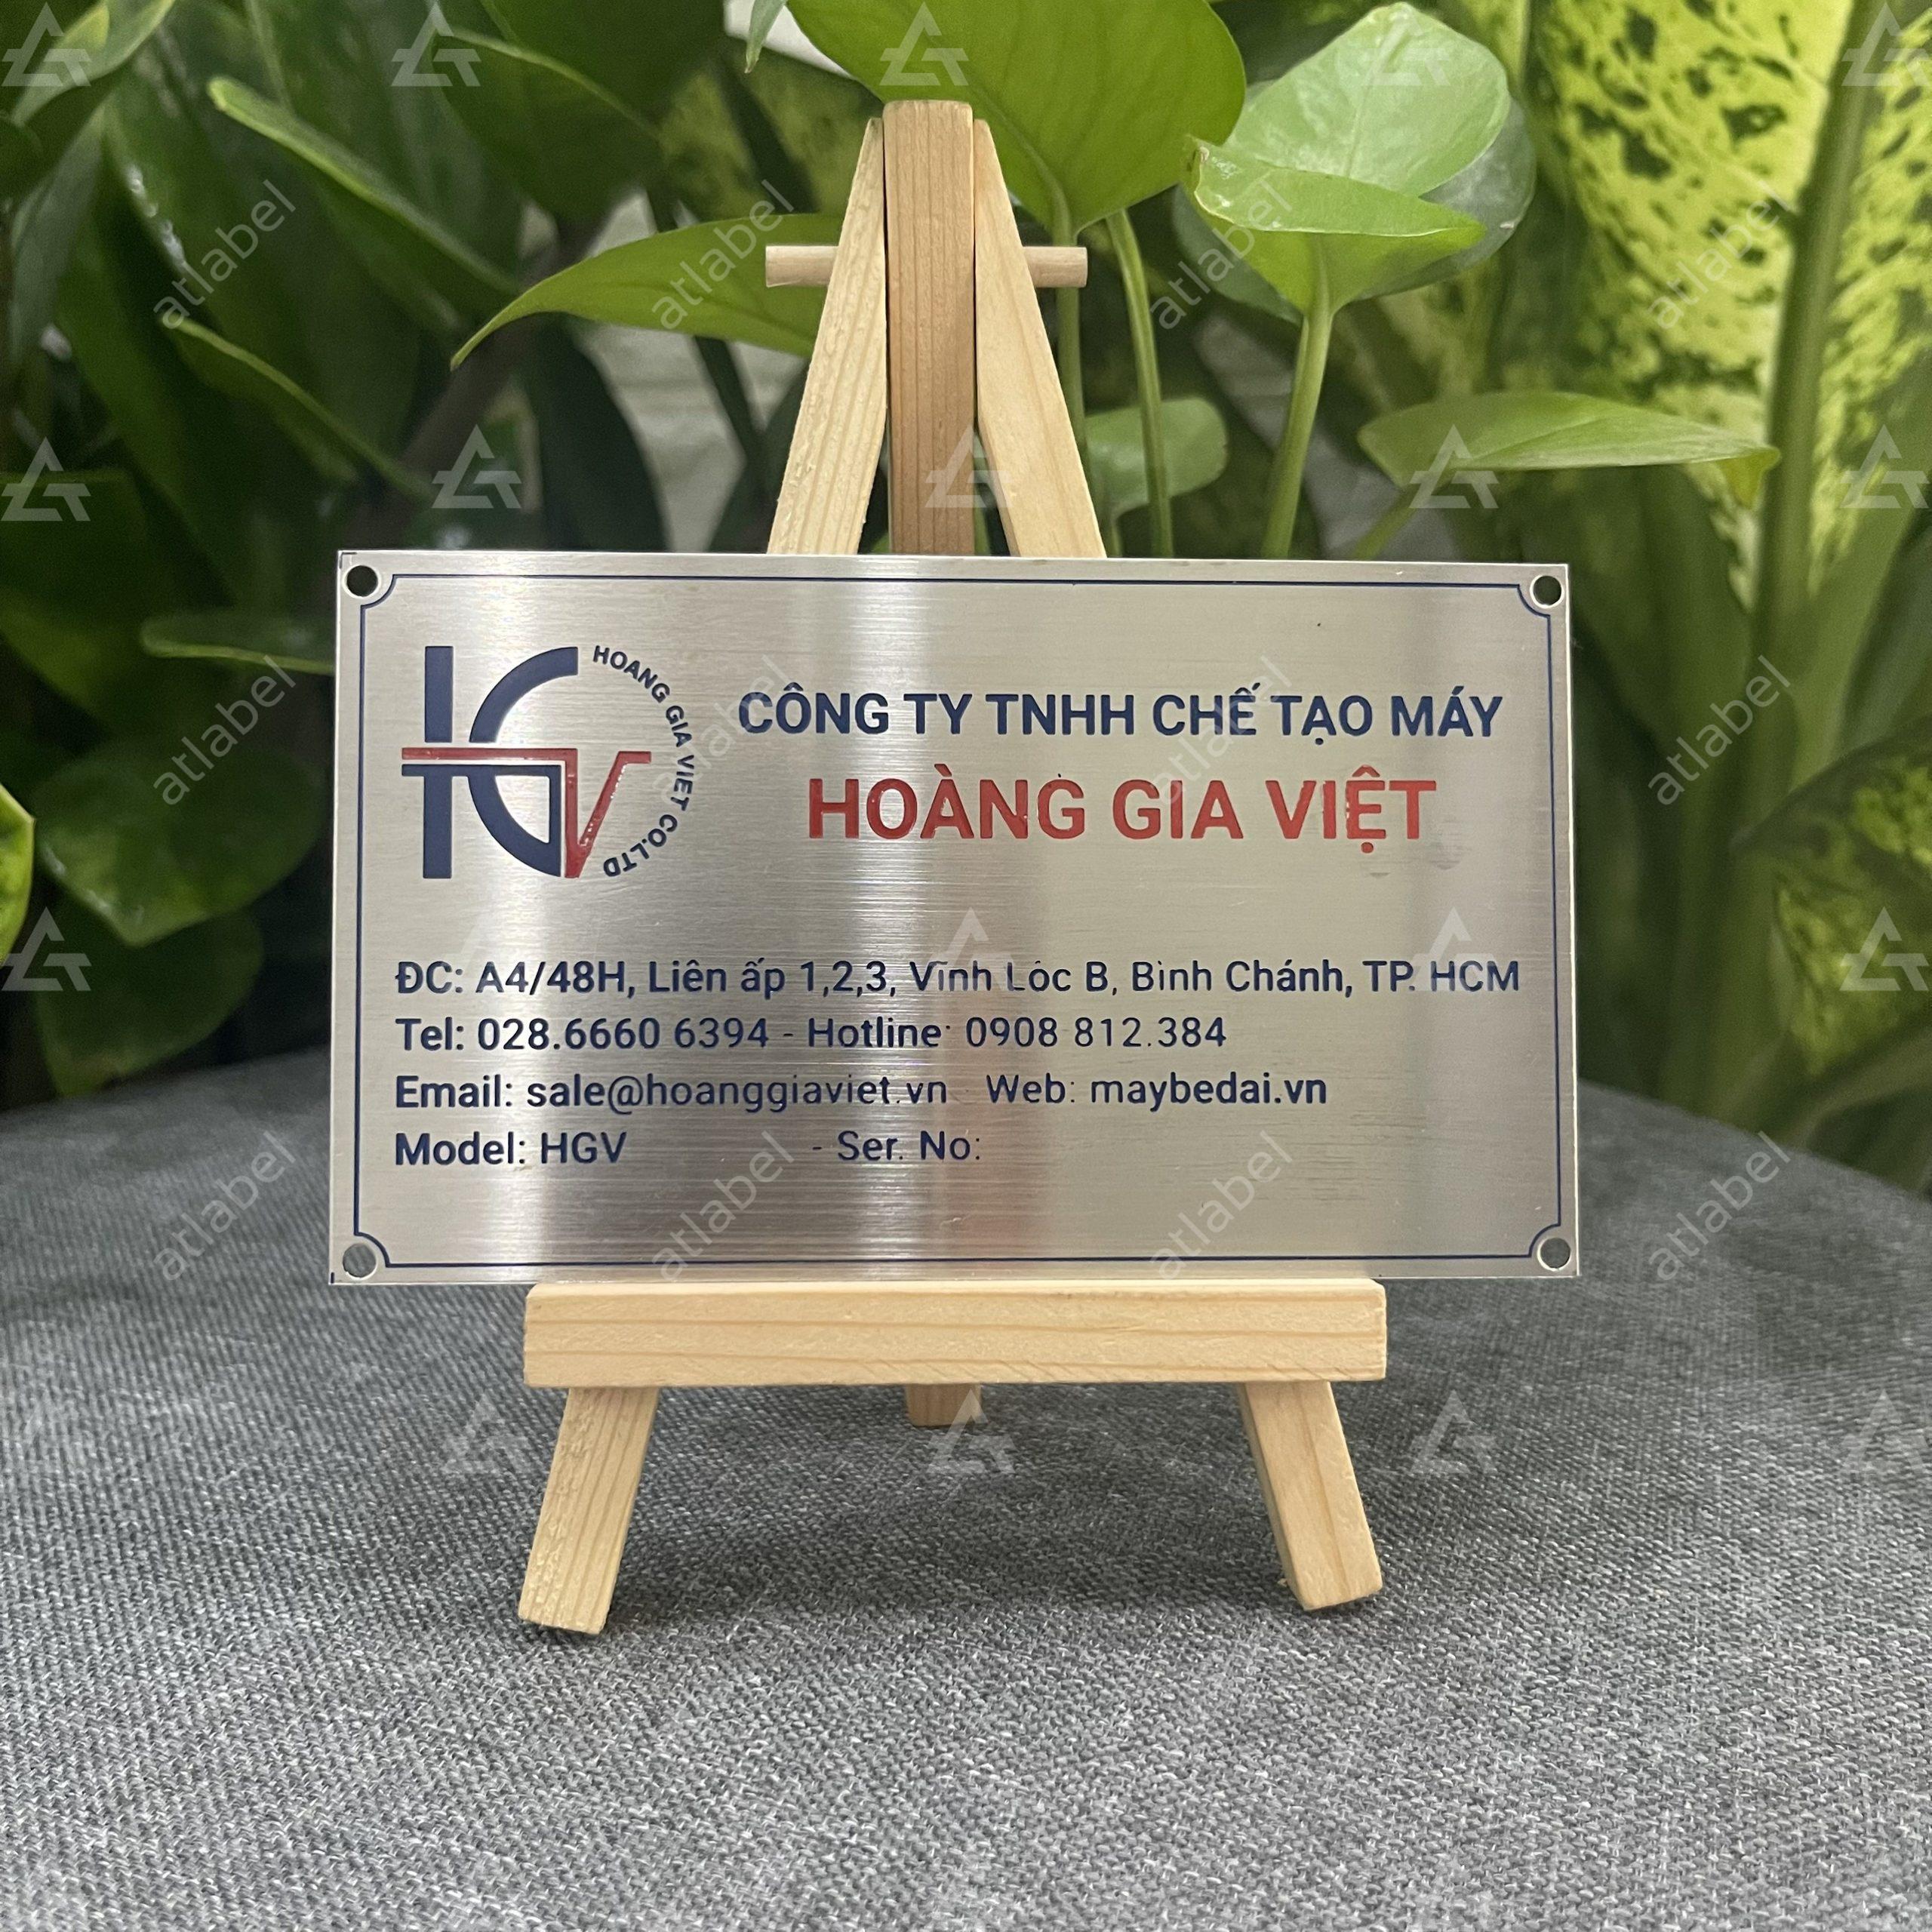 HOANG GIA VIET CO.LTD
CÔNG TY TNHH CHẾ TẠO MÁY
HOÀNG GIA VIỆT
ĐC: A4/48H, Liên ấp 1,2,3, Vĩnh Lộc B, Bình Chánh, TP. HCM
Tel: 028.6660 6394 - Hotline: 0908 812.384
Email: sale@hoanggiaviet.vn Web: maybedai.vn
Model: HGV - Ser. No:
atlabel